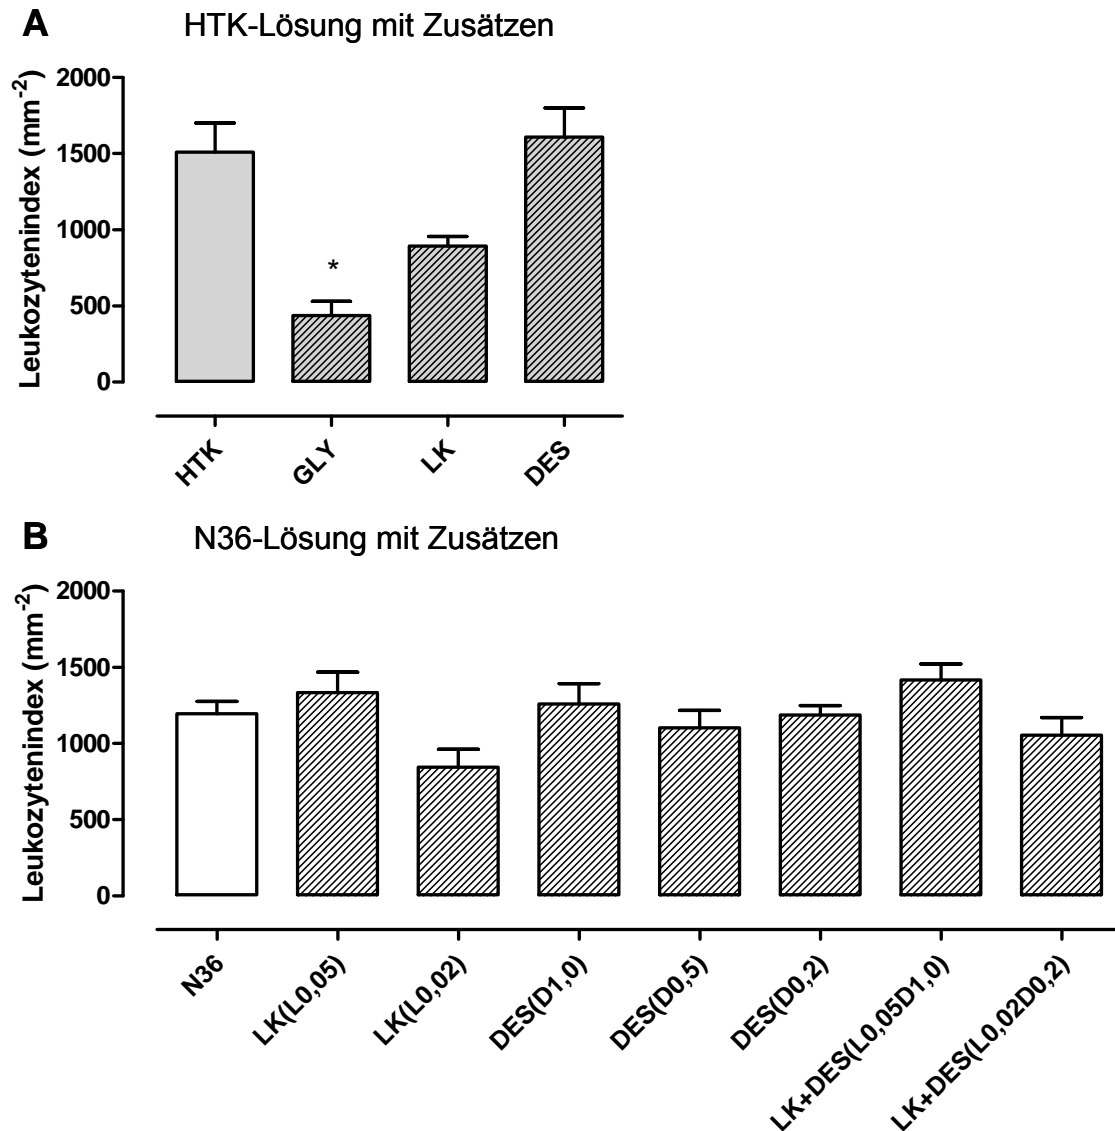 A HTK-Lösung mit Zusätzen
Leukozytenindex (mm⁻²)
2000
1500
1000
500
0
*
HTK
GLY
LK
DES
B N36-Lösung mit Zusätzen
Leukozytenindex (mm⁻²)
2000
1500
1000
500
0
N36
LK(L0,05)
LK(L0,02)
DES(D1,0)
DES(D0,5)
DES(D0,2)
LK+DES(L0,05D1,0)
LK+DES(L0,02D0,2)